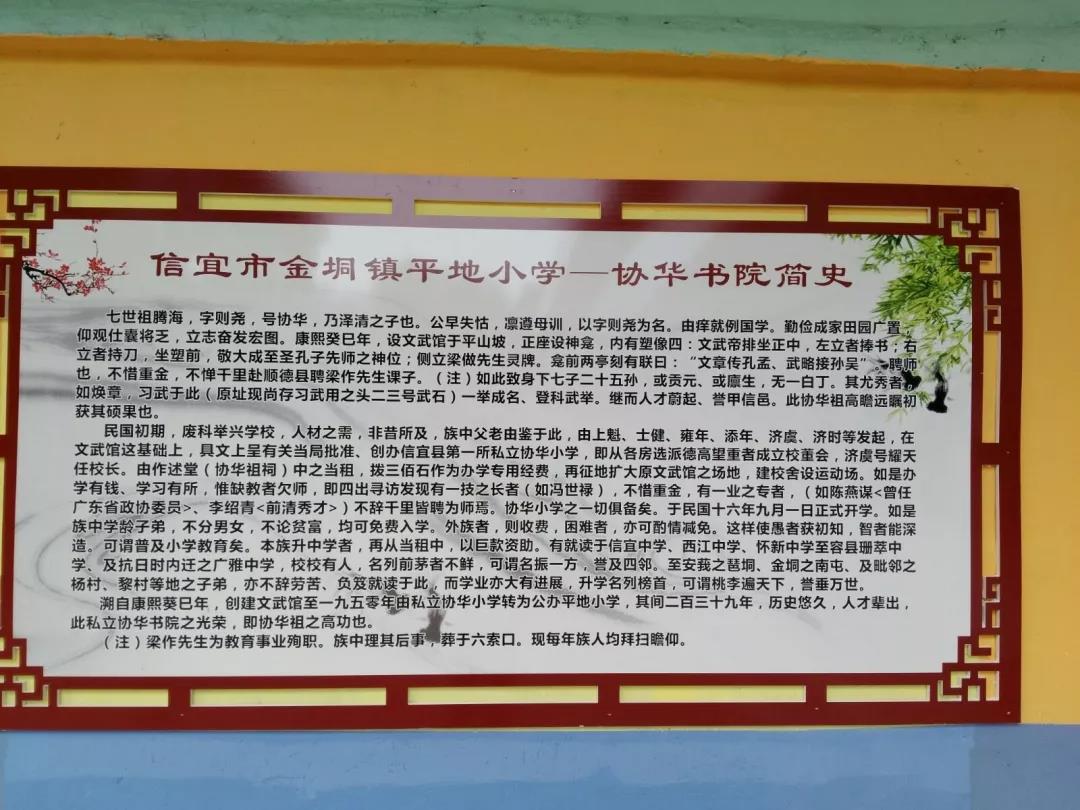 信宜市金垌镇平地小学—协华书院简史
七世祖腾海，字则尧，号协华，乃泽清之子也。公早失怙，凛遵母训，以字则尧为名。由痒就例国学。勤俭成家田园广置，
仰观仕囊将乏，立志奋发宏图。康熙癸巳年，设文武馆于平山坡，正座设神龛，内有塑像四：文武帝排坐正中，左立者捧书；右
立者持刀，坐塑前，敬大成至圣孔子先师之神位；侧立梁做先生灵牌。龛前两亭刻有联曰：“文章传孔孟、武略接孙吴”。聘师
也，不惜重金，不惮千里赴顺德县聘梁作先生课子。（注）如此致身下七子二十五孙，或贡元、或廪生，无一白丁。其尤秀者，
如焕章，习武于此（原址现尚存习武用之头二三号武石）一举成名、登科武举。继而人才蔚起、誉甲信邑。此协华祖高瞻远瞩初
获其硕果也。
民国初期，废科举兴学校，人材之需，非昔所及，族中父老由鉴于此，由上魁、士健、雍年、添年、济虞、济时等发起，在
文武馆这基础上，具文上呈有关当局批准、创办信宜县第一所私立协华小学，即从各房选派德高望重者成立校董会，济虞号耀天
任校长。由作述堂（协华祖祠）中之当租，拨三佰石作为办学专用经费，再征地扩大原文武馆之场地，建校舍设运动场。如是办
学有钱、学习有所，惟缺教者欠师，即四出寻访发现有一技之长者（如冯世禄），不惜重金，有一业之专者，（如陈燕谋<曾任
广东省政协委员>、李绍青<前清秀才>）不辞千里皆聘为师焉。协华小学之一切俱备矣。于民国十六年九月一日正式开学。如是
族中学龄子弟，不分男女，不论贫富，均可免费入学。外族者，则收费，困难者，亦可酌情减免。这样使愚者获初知，智者能深
造。可谓普及小学教育矣。本族升中学者，再从当租中，以巨款资助。有就读于信宜中学、西江中学、怀新中学至容县珊萃中
学、及抗日时内迁之广雅中学，校校有人，名列前茅者不鲜，可谓名振一方，誉及四邻。至安莪之琶垌、金垌之南屯、及毗邻之
杨村、黎村等地之子弟，亦不辞劳苦、负笈就读于此，而学业亦大有进展，升学名列榜首，可谓桃李遍天下，誉垂万世。
溯自康熙癸巳年，创建文武馆至一九五零年由私立协华小学转为公办平地小学，其间二百三十九年，历史悠久，人才辈出，
此私立协华书院之光荣，即协华祖之高功也。
（注）梁作先生为教育事业殉职。族中理其后事，葬于六索口。现每年族人均拜扫瞻仰。